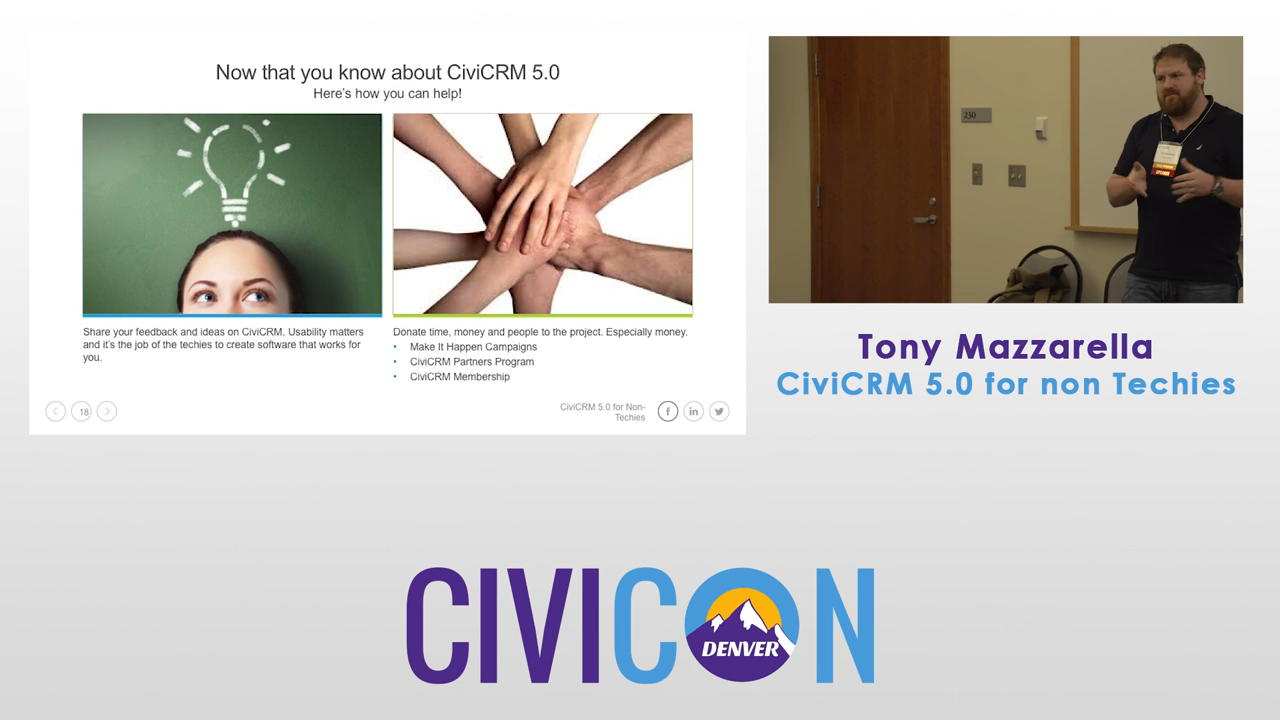 Now that you know about CiviCRM 5.0
Here's how you can help!
Share your feedback and ideas on CiviCRM. Usability matters
and it's the job of the techies to create software that works for
you.
Donate time, money and people to the project. Especially money.
• Make It Happen Campaigns
• CiviCRM Partners Program
• CiviCRM Membership
18
CiviCRM 5.0 for Non-
Techies
230
SPEAKER
Tony Mazzarella
CiviCRM 5.0 for non Techies
CIVICON
DENVER